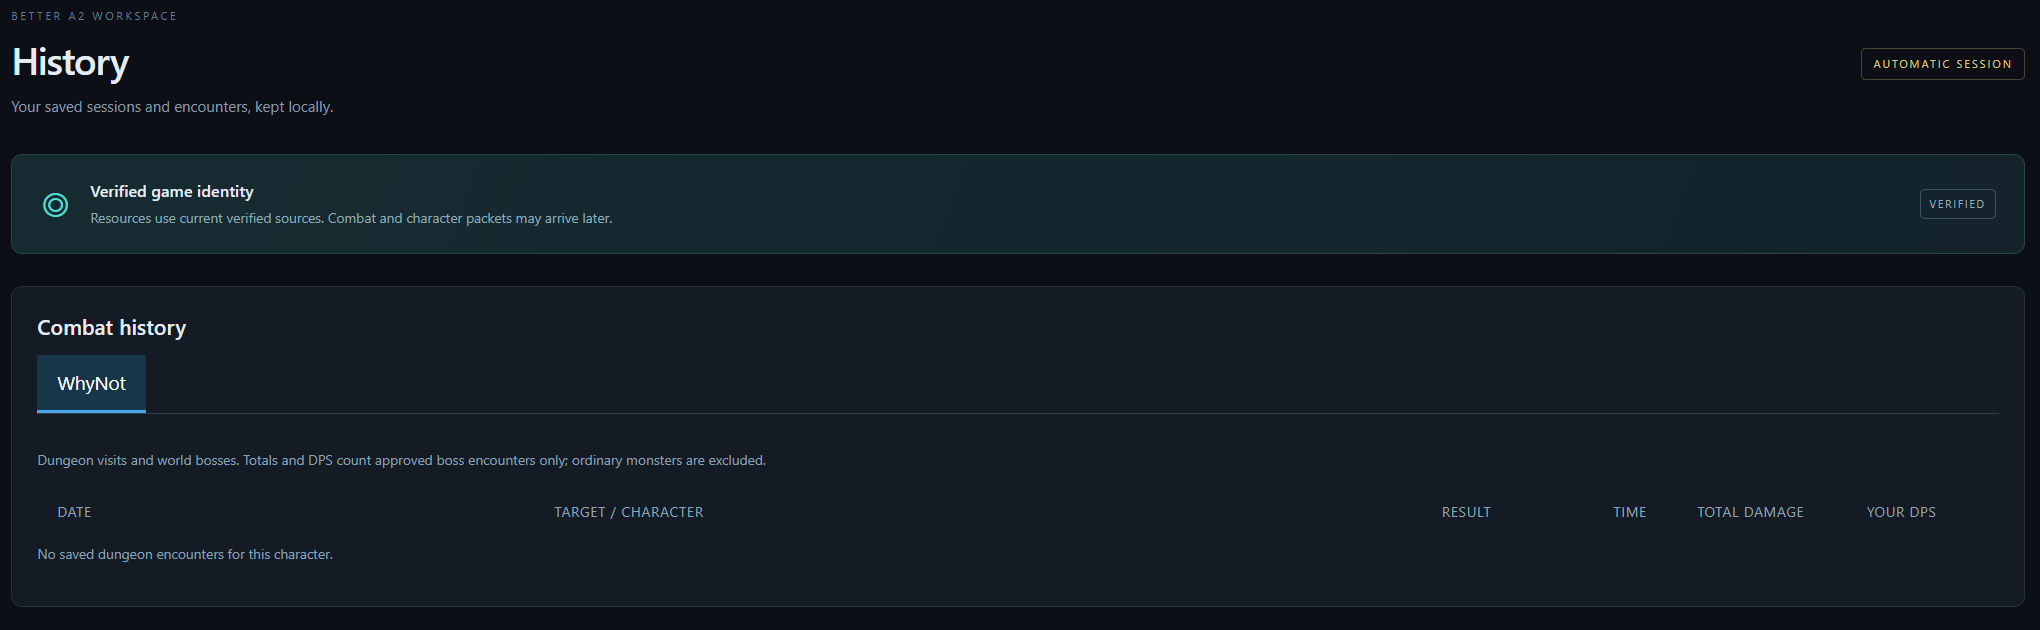 BETTER A2 WORKSPACE
History
AUTOMATIC SESSION
Your saved sessions and encounters, kept locally.
Verified game identity
Resources use current verified sources. Combat and character packets may arrive later.
VERIFIED
Combat history
WhyNot
Dungeon visits and world bosses. Totals and DPS count approved boss encounters only; ordinary monsters are excluded.
DATE TARGET / CHARACTER RESULT TIME TOTAL DAMAGE YOUR DPS
No saved dungeon encounters for this character.